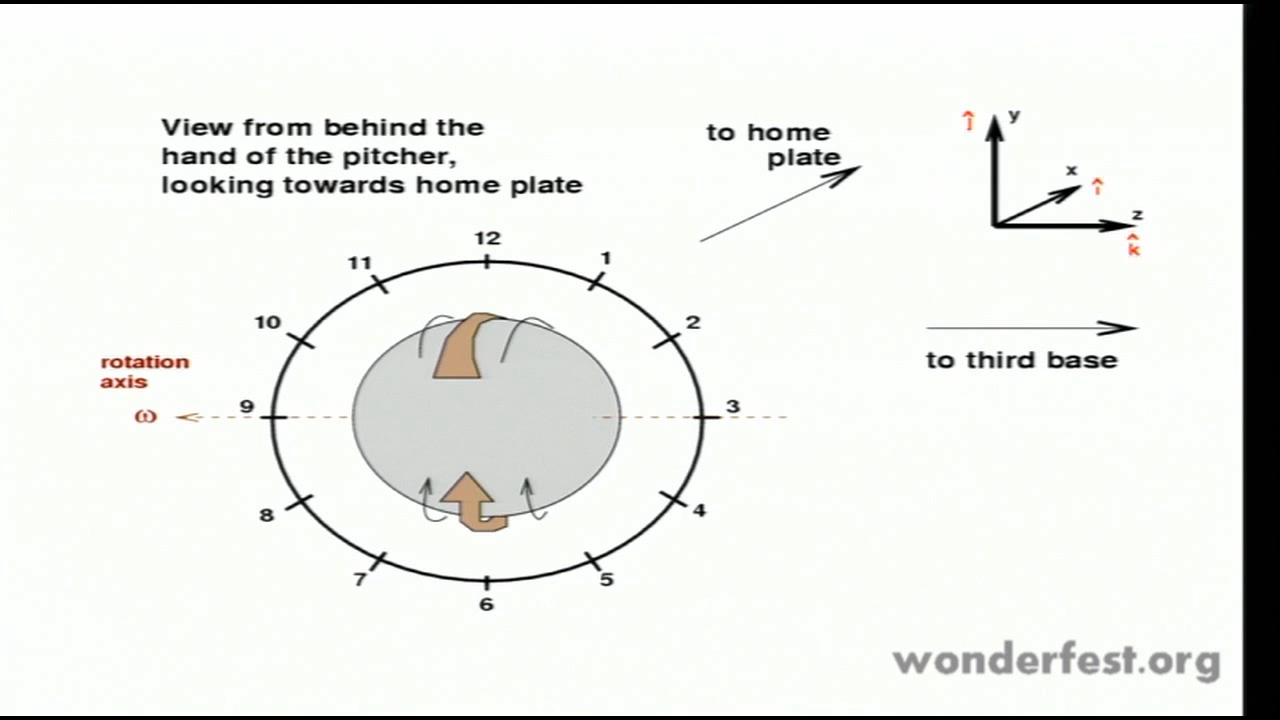 View from behind the
hand of the pitcher,
looking towards home plate
to home
plate
ĵ
y
x
î
z
k̂
to third base
rotation
axis
ω
12
1
2
3
4
5
6
7
8
9
10
11
wonderfest.org